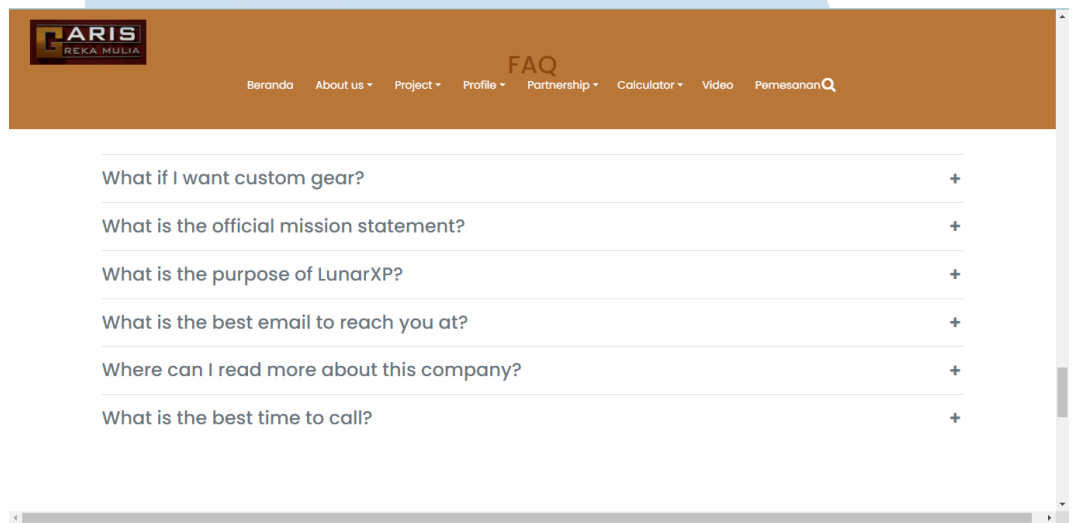 GARIS
REKA MULIA
FAQ
Beranda About us Project Profile Partnership Calculator Video Pemesanan
What if I want custom gear?
What is the official mission statement?
What is the purpose of LunarXP?
What is the best email to reach you at?
Where can I read more about this company?
What is the best time to call?